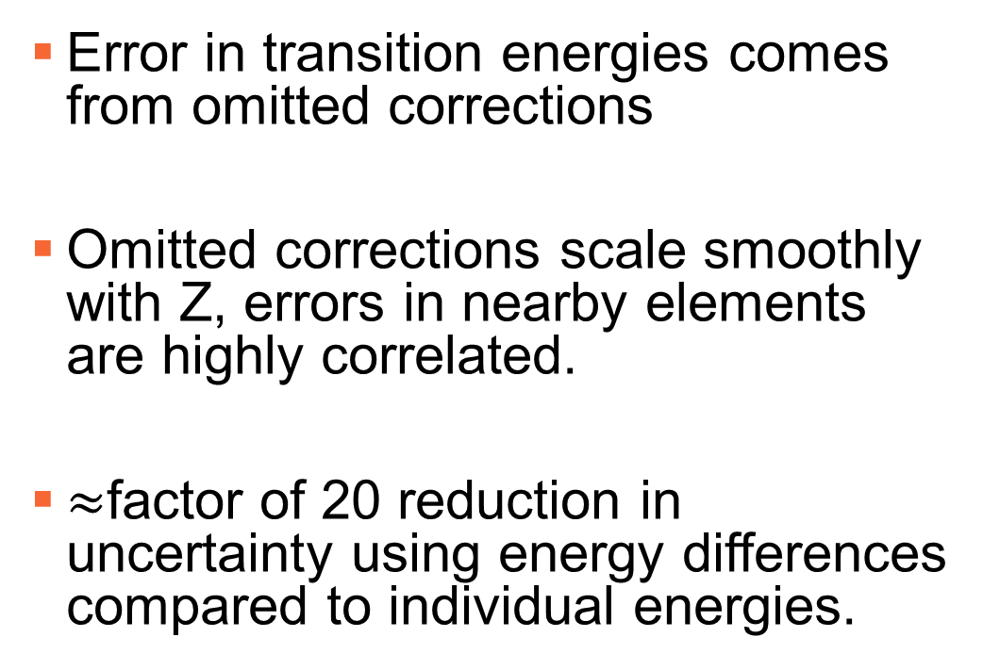 ▪ Error in transition energies comes
from omitted corrections
▪ Omitted corrections scale smoothly
with Z, errors in nearby elements
are highly correlated.
▪ ≈factor of 20 reduction in
uncertainty using energy differences
compared to individual energies.